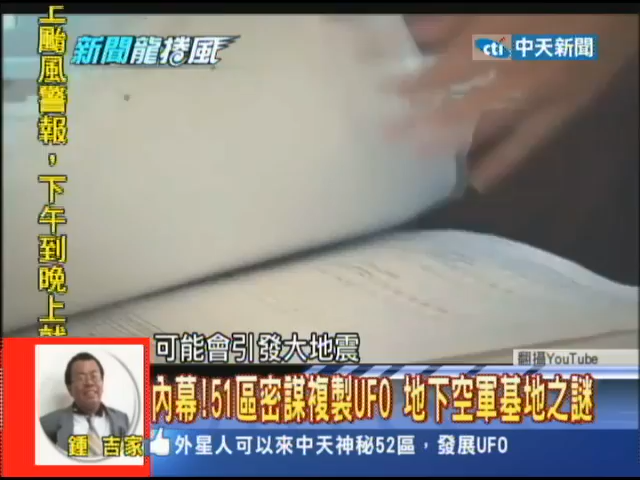 上颱風警報，下午到晚上就
新聞龍捲風
cti 中天新聞
可能會引發大地震
翻攝YouTube
內幕!51區密謀複製UFO 地下空軍基地之謎
鍾 吉家
外星人可以來中天神秘52區，發展UFO